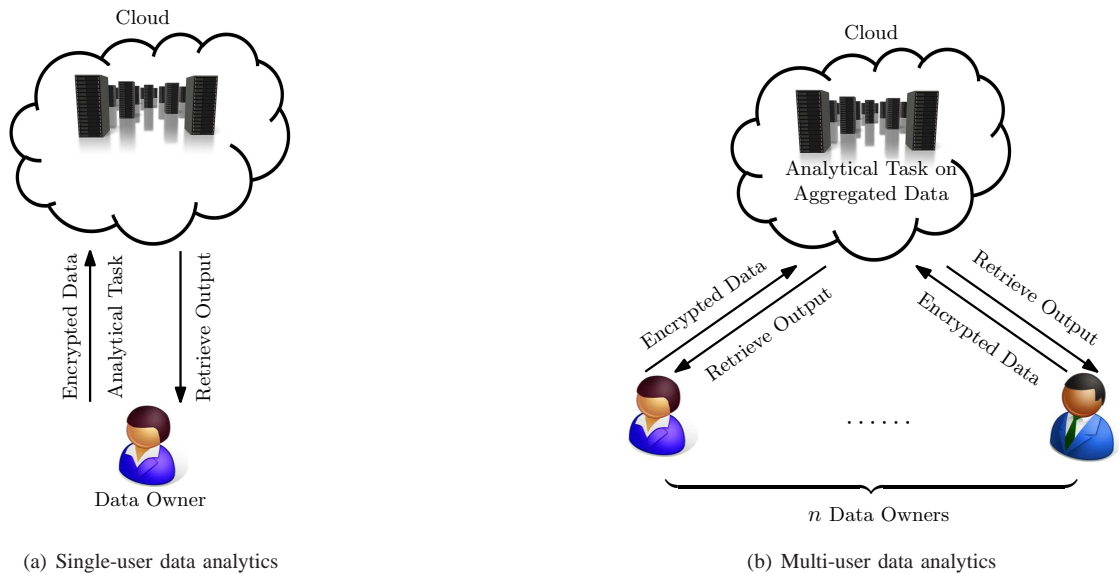 Cloud
Encrypted Data
Analytical Task
Retrieve Output
Data Owner
(a) Single-user data analytics
Cloud
Analytical Task on
Aggregated Data
Encrypted Data
Retrieve Output
Retrieve Output
Encrypted Data
......
n Data Owners
(b) Multi-user data analytics